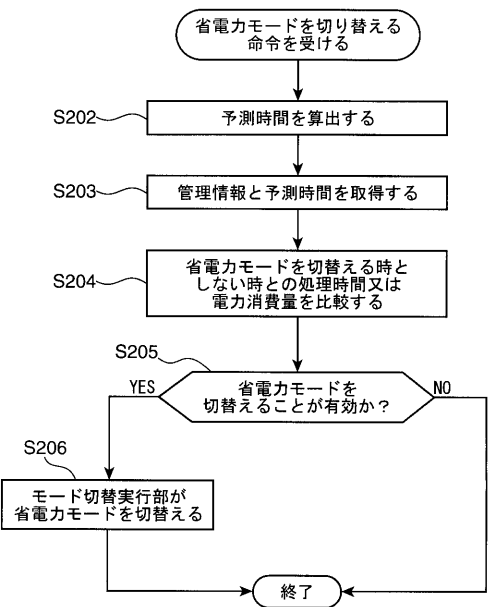 省電力モードを切り替える
命令を受ける
S202
予測時間を算出する
S203
管理情報と予測時間を取得する
S204
省電力モードを切替える時と
しない時との処理時間又は
電力消費量を比較する
S205
YES
省電力モードを
切替えることが有効か？
NO
S206
モード切替実行部が
省電力モードを切替える
終了